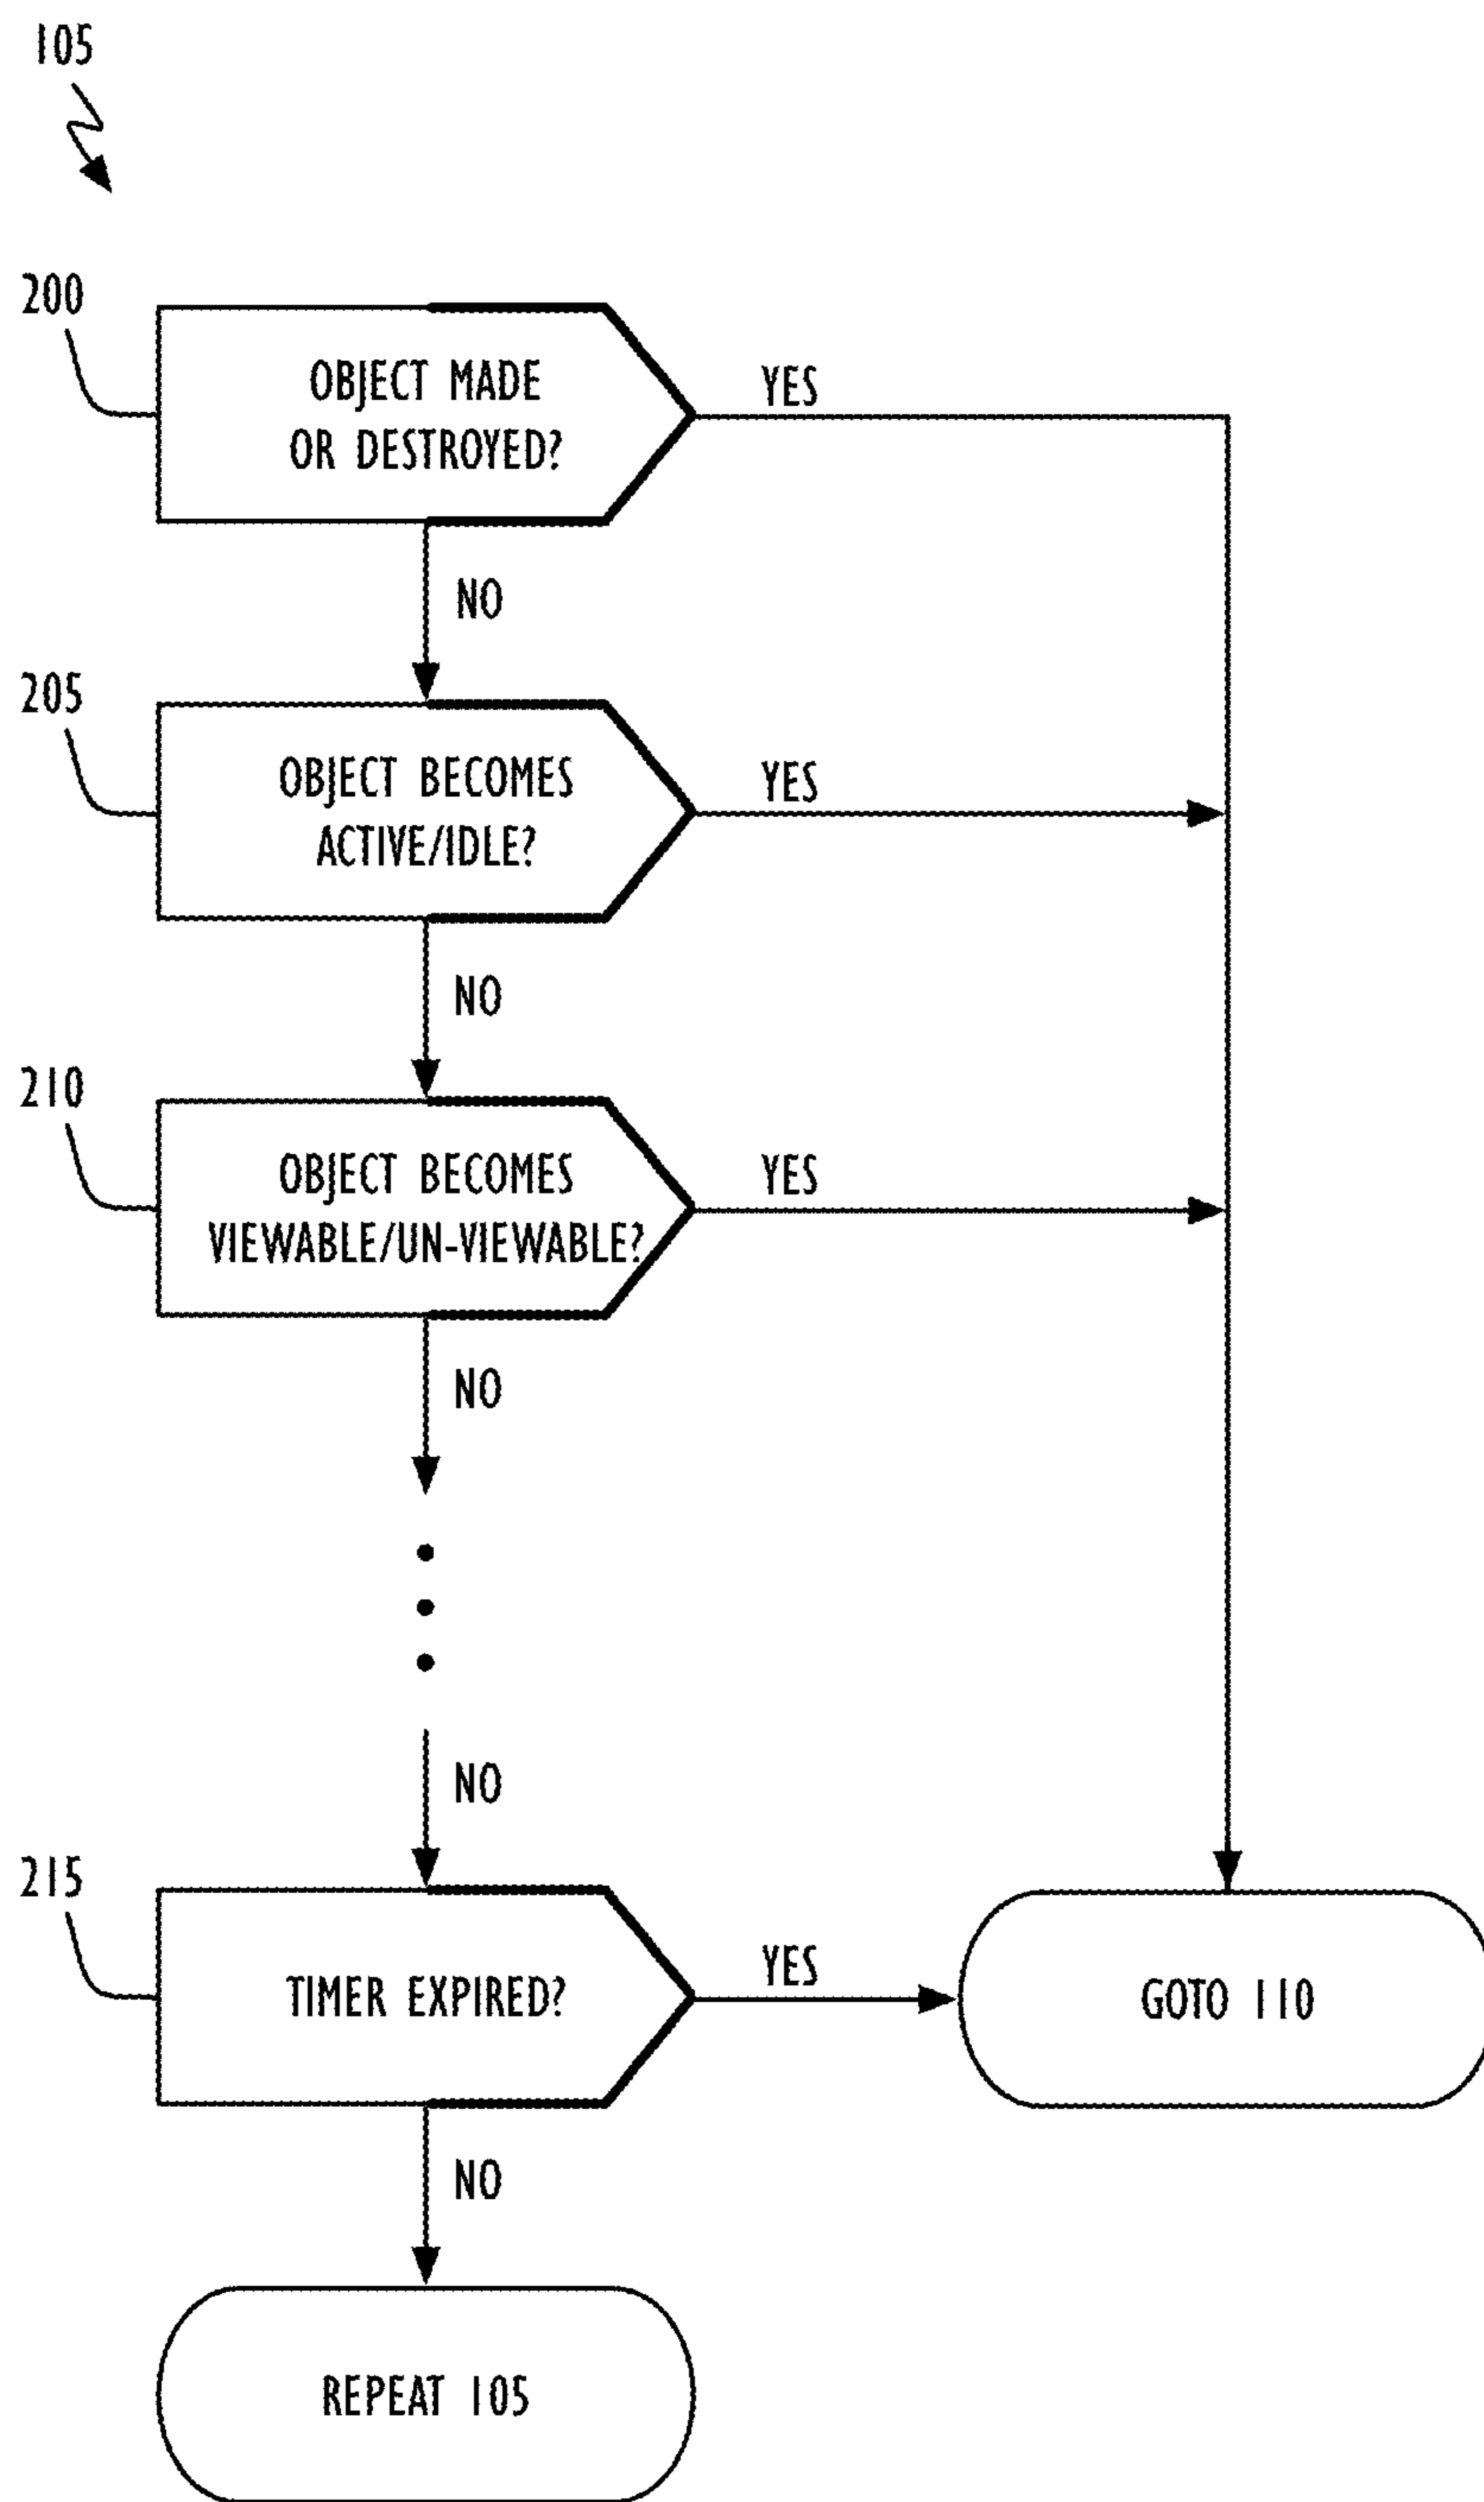 105
200
OBJECT MADE
OR DESTROYED?
YES
NO
205
OBJECT BECOMES
ACTIVE/IDLE?
YES
NO
210
OBJECT BECOMES
VIEWABLE/UN-VIEWABLE?
YES
NO
NO
215
TIMER EXPIRED?
YES
GOTO 110
NO
REPEAT 105